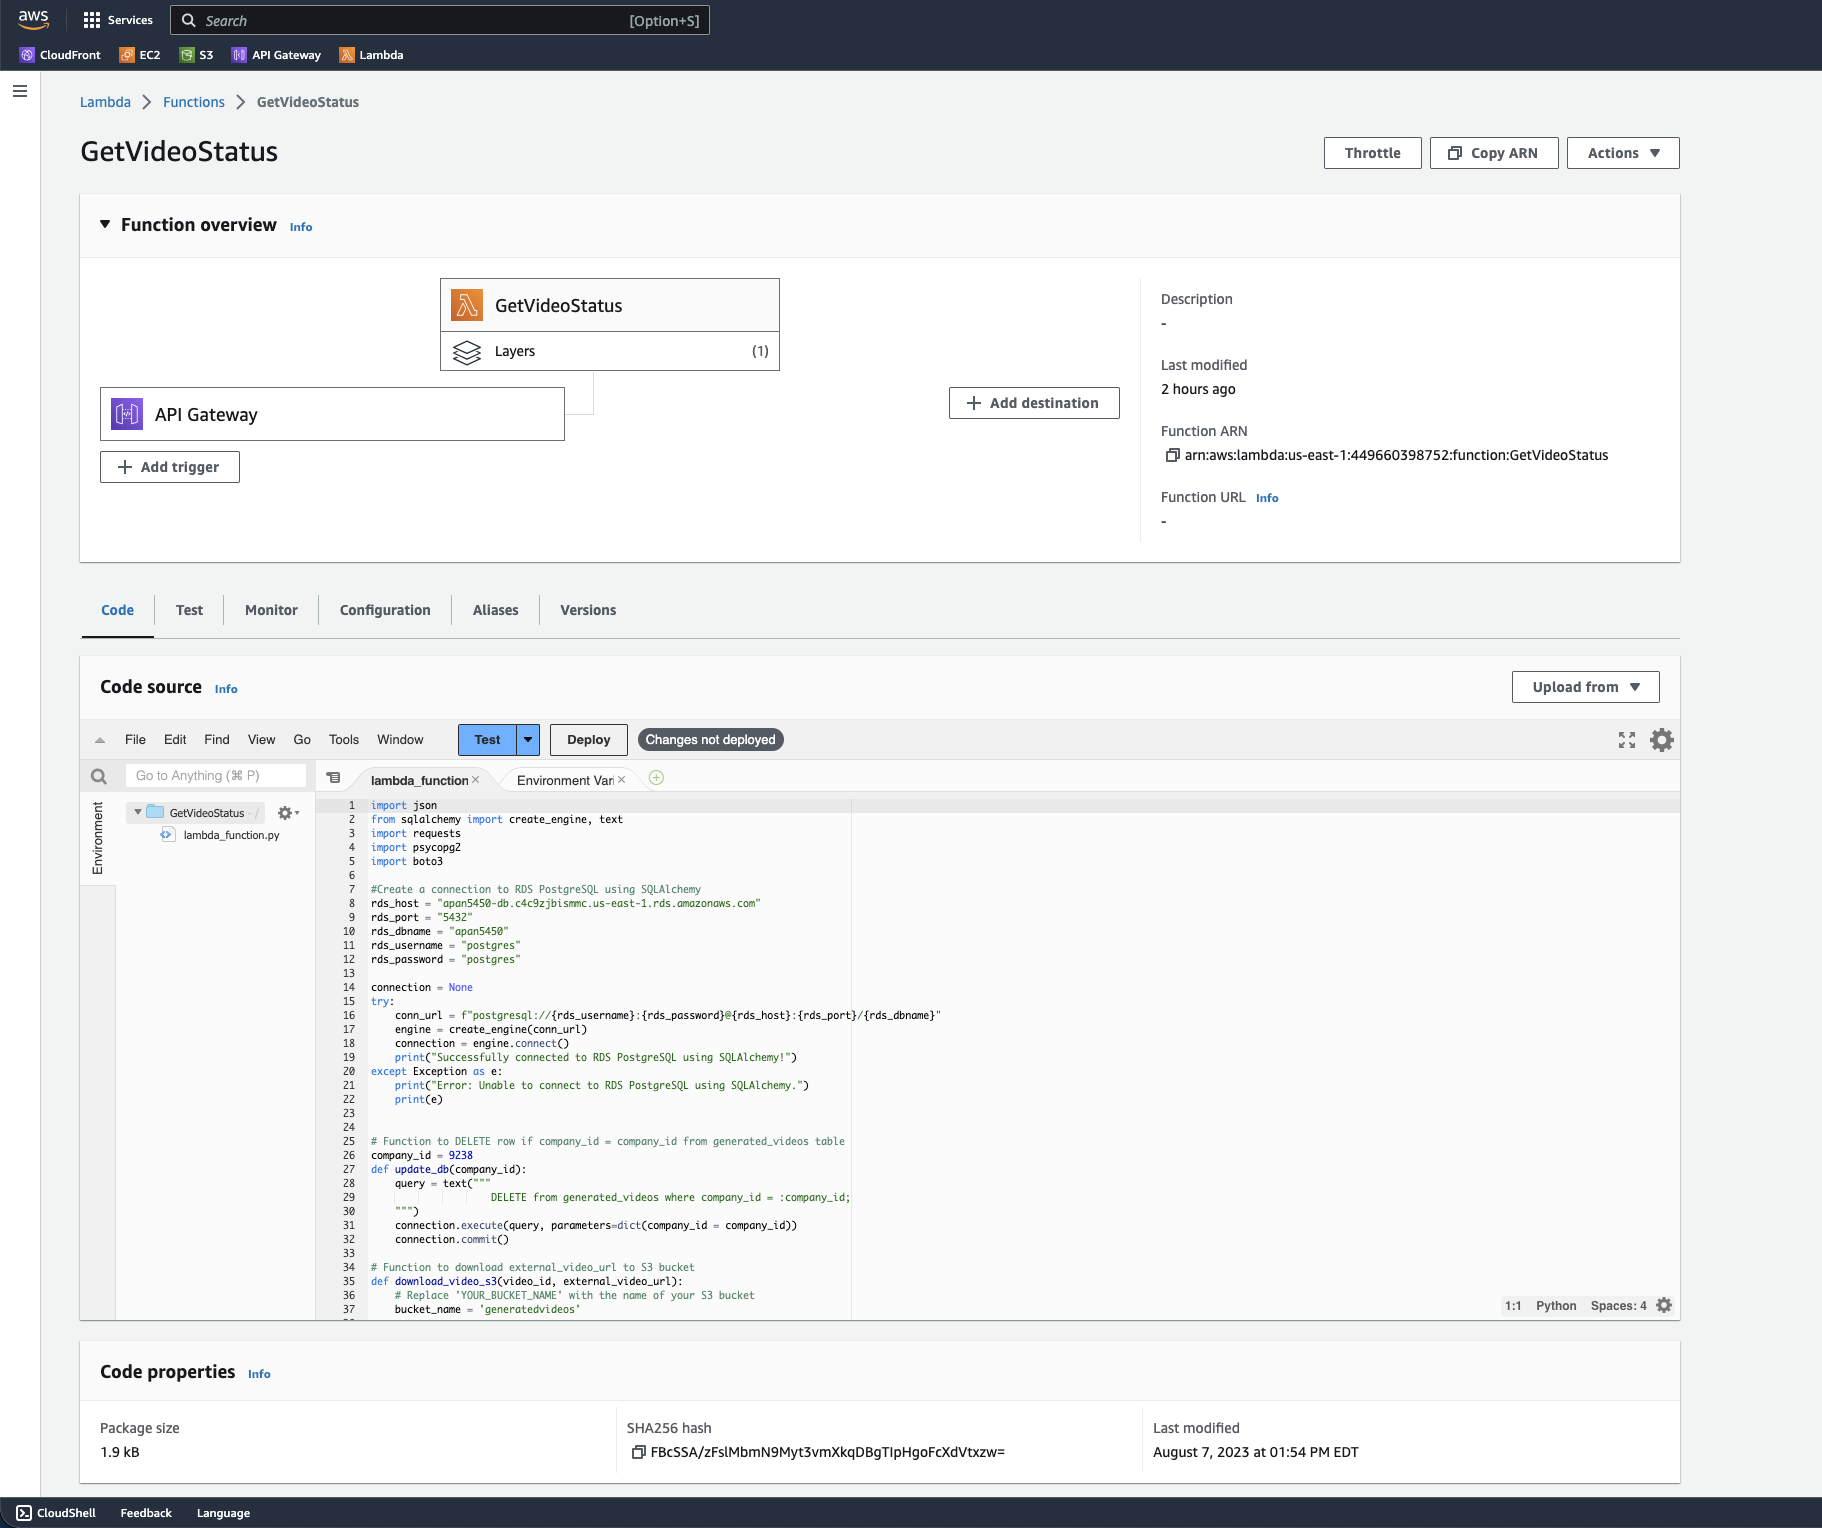 aws
Services
Search
[Option+S]
CloudFront
EC2
S3
API Gateway
Lambda
Lambda
Functions
GetVideoStatus
GetVideoStatus
Throttle
Copy ARN
Actions
Function overview
Info
GetVideoStatus
Layers
(1)
API Gateway
+ Add trigger
+ Add destination
Description
-
Last modified
2 hours ago
Function ARN
arn:aws:lambda:us-east-1:449660398752:function:GetVideoStatus
Function URL Info
-
Code
Test
Monitor
Configuration
Aliases
Versions
Code source
Info
Upload from
File
Edit
Find
View
Go
Tools
Window
Test
Deploy
Changes not deployed
Go to Anything (⌘ P)
lambda_function
Environment Vari
Environment
GetVideoStatus - /
lambda_function.py
1 import json
2 from sqlalchemy import create_engine, text
3 import requests
4 import psycopg2
5 import boto3
6
7 #Create a connection to RDS PostgreSQL using SQLAlchemy
8 rds_host = "apan5450-db.c4c9zjbismmc.us-east-1.rds.amazonaws.com"
9 rds_port = "5432"
10 rds_dbname = "apan5450"
11 rds_username = "postgres"
12 rds_password = "postgres"
13
14 connection = None
15 try:
16 conn_url = f"postgresql://{rds_username}:{rds_password}@{rds_host}:{rds_port}/{rds_dbname}"
17 engine = create_engine(conn_url)
18 connection = engine.connect()
19 print("Successfully connected to RDS PostgreSQL using SQLAlchemy!")
20 except Exception as e:
21 print("Error: Unable to connect to RDS PostgreSQL using SQLAlchemy.")
22 print(e)
23
24
25 # Function to DELETE row if company_id = company_id from generated_videos table
26 company_id = 9238
27 def update_db(company_id):
28 query = text("""
29 DELETE from generated_videos where company_id = :company_id;
30 """)
31 connection.execute(query, parameters=dict(company_id = company_id))
32 connection.commit()
33
34 # Function to download external_video_url to S3 bucket
35 def download_video_s3(video_id, external_video_url):
36 # Replace 'YOUR_BUCKET_NAME' with the name of your S3 bucket
37 bucket_name = 'generatedvideos'
1:1 Python Spaces: 4
Code properties
Info
Package size
1.9 kB
SHA256 hash
FBcSSA/zFslMbmN9Myt3vmXkqDBgTIpHgoFcXdVtxzw=
Last modified
August 7, 2023 at 01:54 PM EDT
CloudShell
Feedback
Language